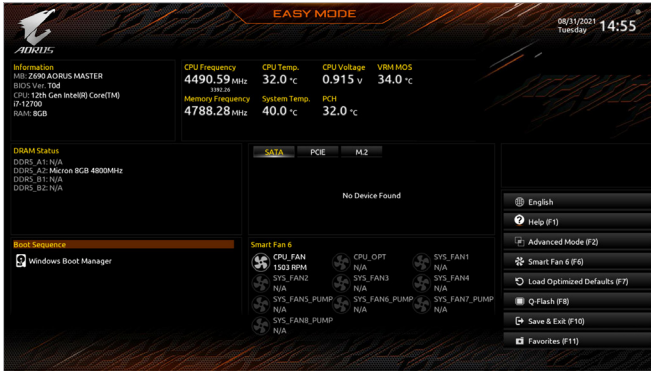 EASY MODE
08/31/2021
Tuesday
14:55
AORUS
Information
MB: Z690 AORUS MASTER
BIOS Ver. T0d
CPU: 12th Gen Intel(R) Core(TM)
i7-12700
RAM: 8GB
CPU Frequency
4490.59 MHz
3392.26
CPU Temp.
32.0 °C
CPU Voltage
0.915 V
VRM MOS
34.0 °C
Memory Frequency
4788.28 MHz
System Temp.
40.0 °C
PCH
32.0 °C
DRAM Status
DDR5_A1: N/A
DDR5_A2: Micron 8GB 4800MHz
DDR5_B1: N/A
DDR5_B2: N/A
SATA
PCIE
M.2
No Device Found
Boot Sequence
Windows Boot Manager
Smart Fan 6
CPU_FAN
1503 RPM
CPU_OPT
N/A
SYS_FAN1
N/A
SYS_FAN2
N/A
SYS_FAN3
N/A
SYS_FAN4
N/A
SYS_FAN5_PUMP
N/A
SYS_FAN6_PUMP
N/A
SYS_FAN7_PUMP
N/A
SYS_FAN8_PUMP
N/A
English
Help (F1)
Advanced Mode (F2)
Smart Fan 6 (F6)
Load Optimized Defaults (F7)
Q-Flash (F8)
Save & Exit (F10)
Favorites (F11)